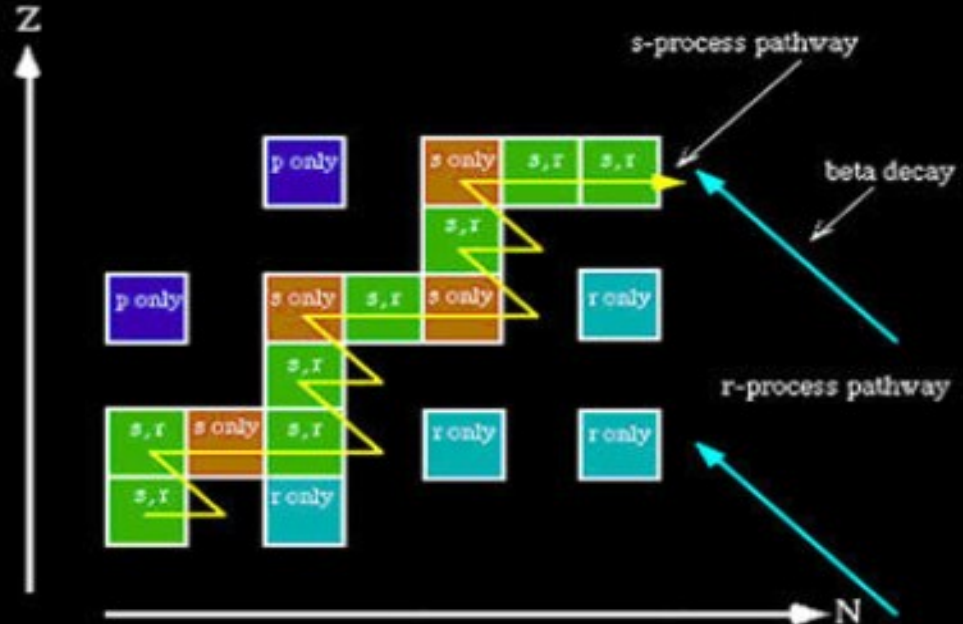 Z
s-process pathway
p only
s only
s,r
s,r
beta decay
s,r
p only
s only
s,r
s only
r only
s,r
r-process pathway
s,r
s only
s,r
r only
r only
s,r
r only
N